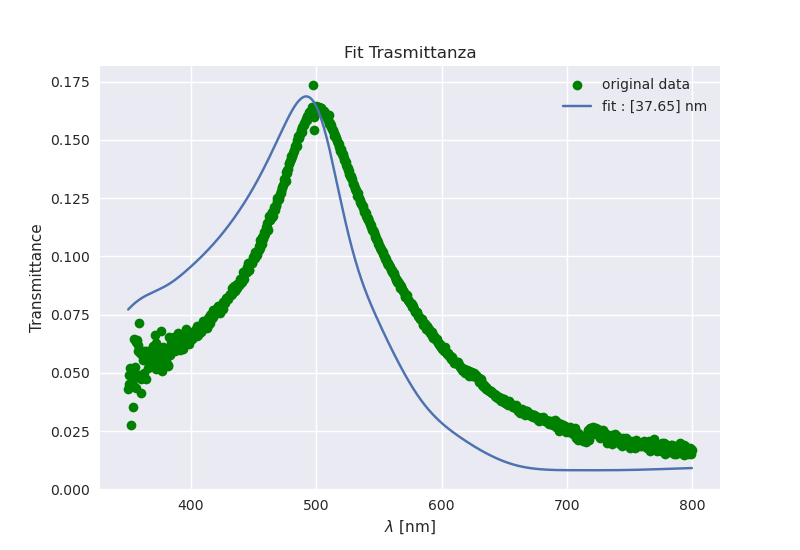 Fit Trasmittanza
original data
fit : [37.65] nm
Transmittance
0.175
0.150
0.125
0.100
0.075
0.050
0.025
0.000
400 500 600 700 800
λ [nm]